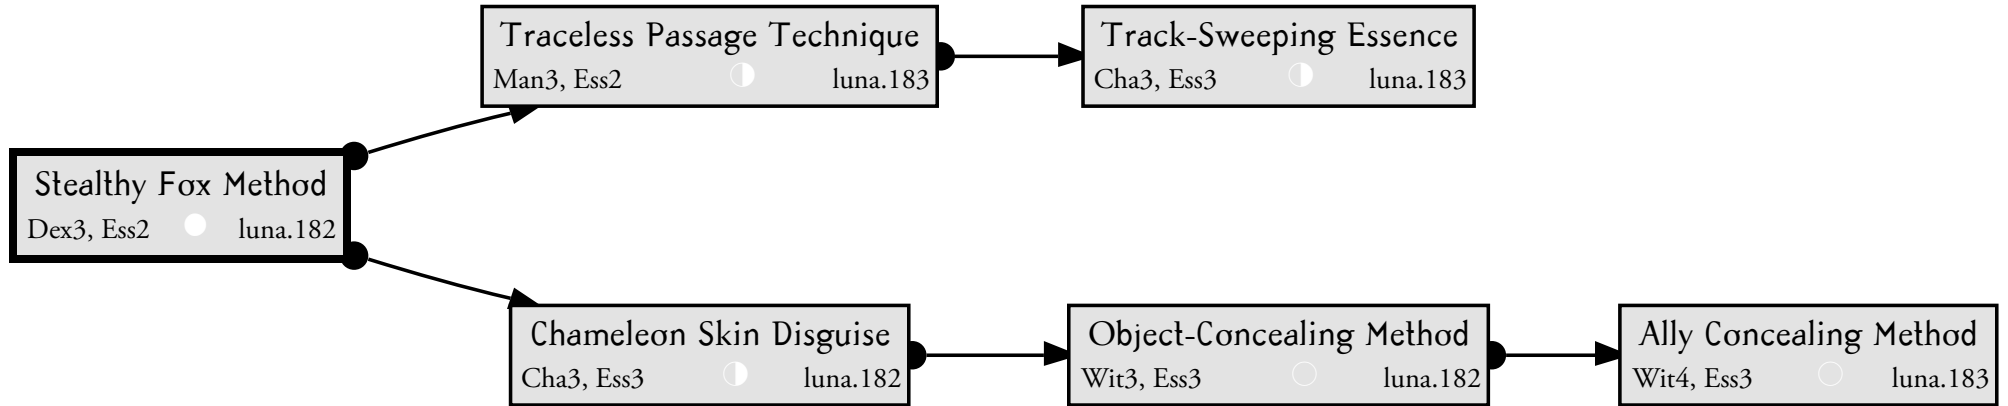 Traceless Passage Technique
Man3, Ess2 luna.183
Track-Sweeping Essence
Cha3, Ess3 luna.183
Stealthy Fox Method
Dex3, Ess2 luna.182
Chameleon Skin Disguise
Cha3, Ess3 luna.182
Object-Concealing Method
Wit3, Ess3 luna.182
Ally Concealing Method
Wit4, Ess3 luna.183